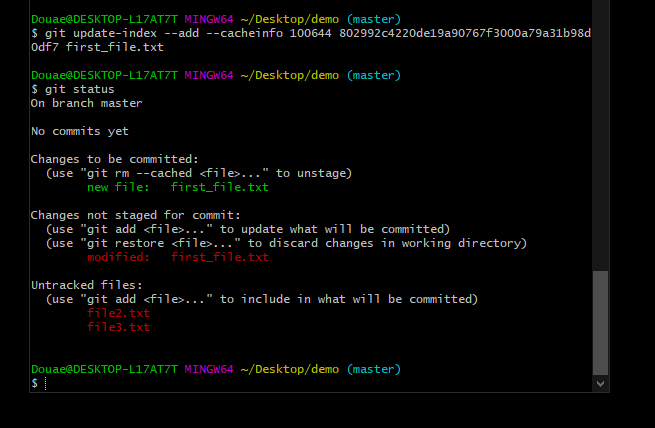 Douae@DESKTOP-L17AT7T MINGW64 ~/Desktop/demo (master)
$ git update-index --add --cacheinfo 100644 802992c4220de19a90767f3000a79a31b98d
0df7 first_file.txt
Douae@DESKTOP-L17AT7T MINGW64 ~/Desktop/demo (master)
$ git status
On branch master
No commits yet
Changes to be committed:
  (use "git rm --cached <file>..." to unstage)
        new file:   first_file.txt
Changes not staged for commit:
  (use "git add <file>..." to update what will be committed)
  (use "git restore <file>..." to discard changes in working directory)
        modified:   first_file.txt
Untracked files:
  (use "git add <file>..." to include in what will be committed)
        file2.txt
        file3.txt
Douae@DESKTOP-L17AT7T MINGW64 ~/Desktop/demo (master)
$